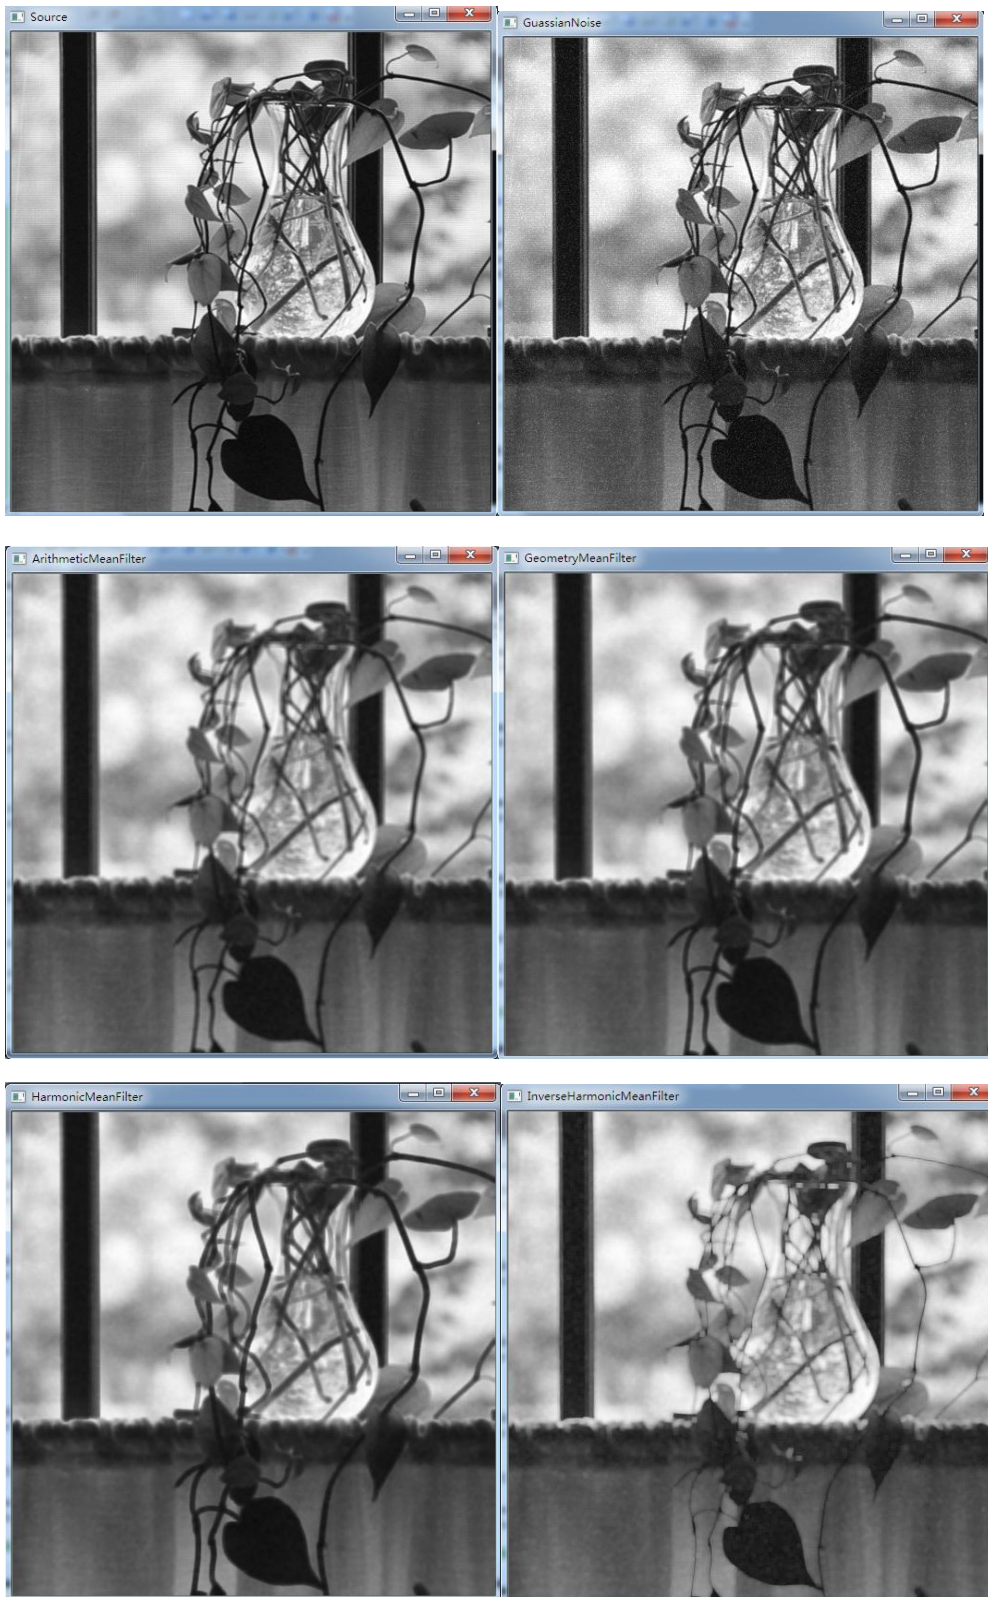 Source
GuassianNoise
ArithmeticMeanFilter
GeometryMeanFilter
HarmonicMeanFilter
InverseHarmonicMeanFilter